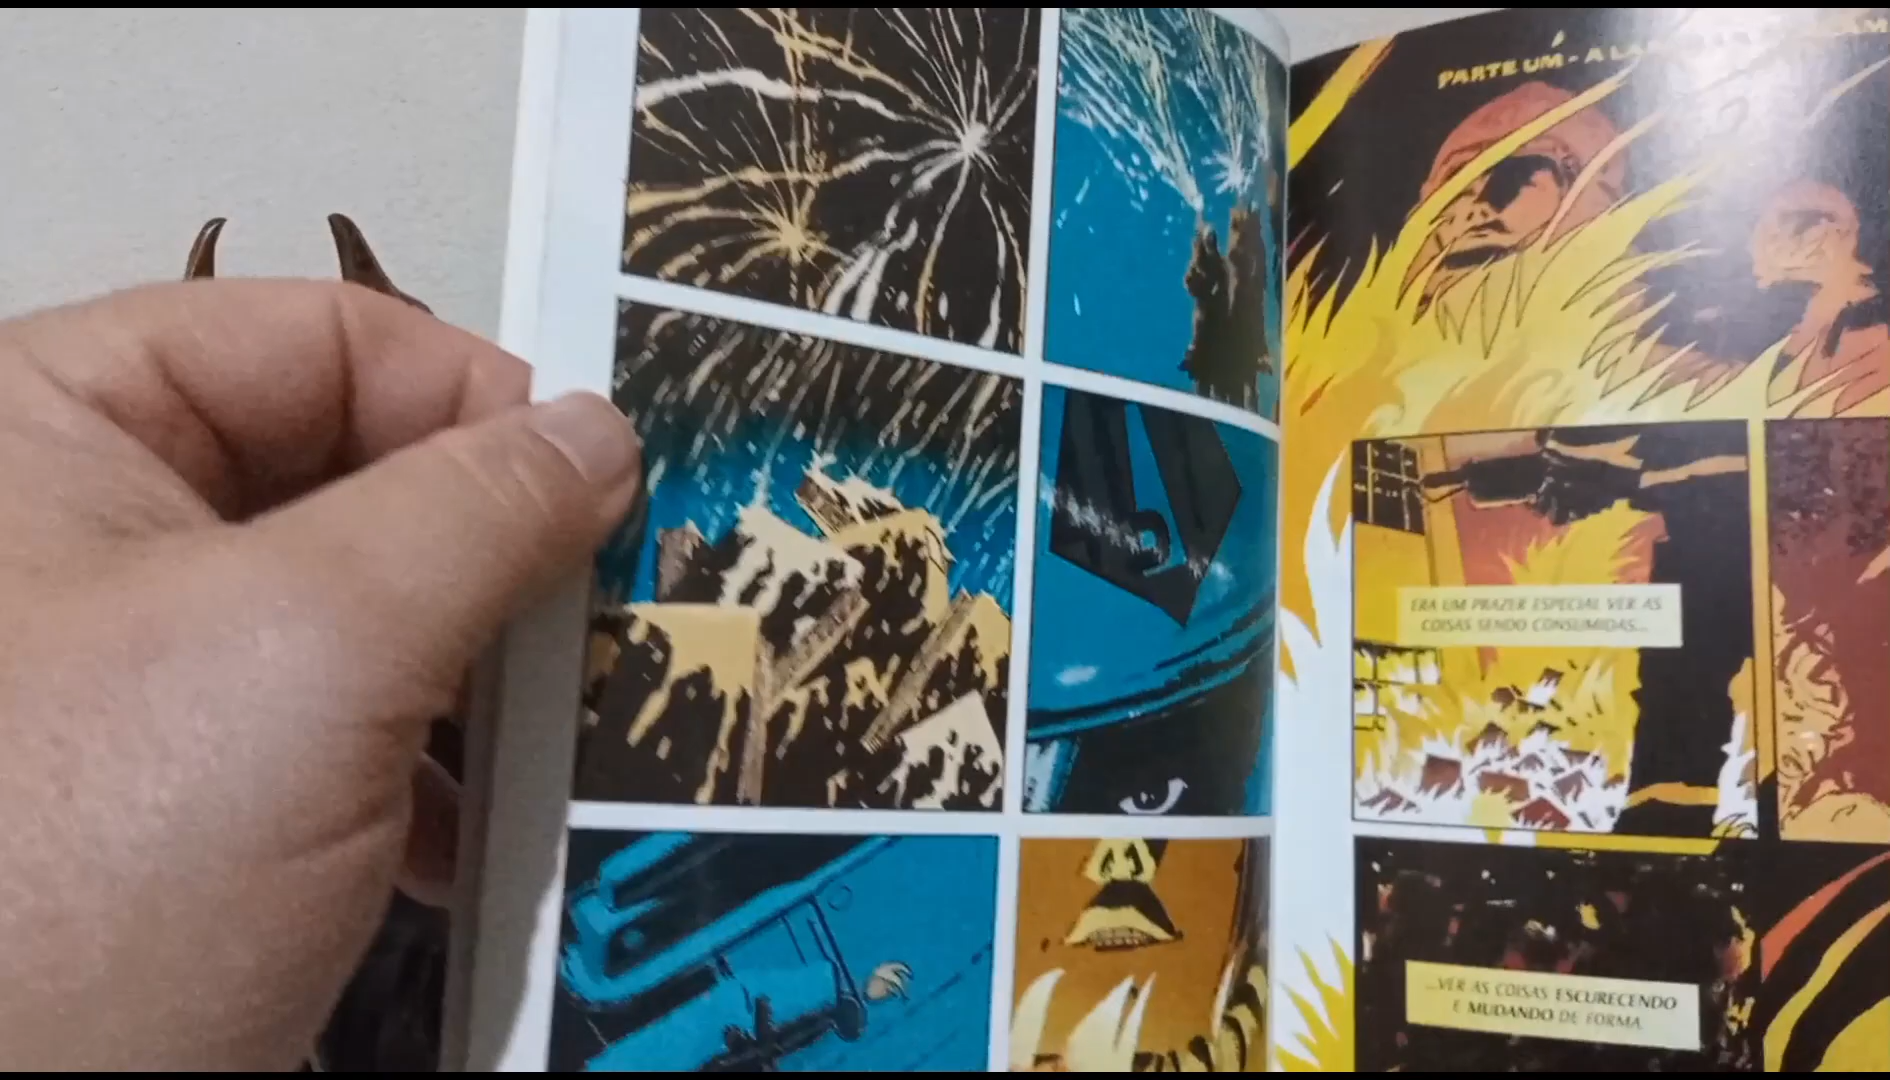 PARTE UM - A
ERA UM PRAZER ESPECIAL VER AS
COISAS SENDO CONSUMIDAS...
...VER AS COISAS ESCURECENDO
E MUDANDO DE FORMA.